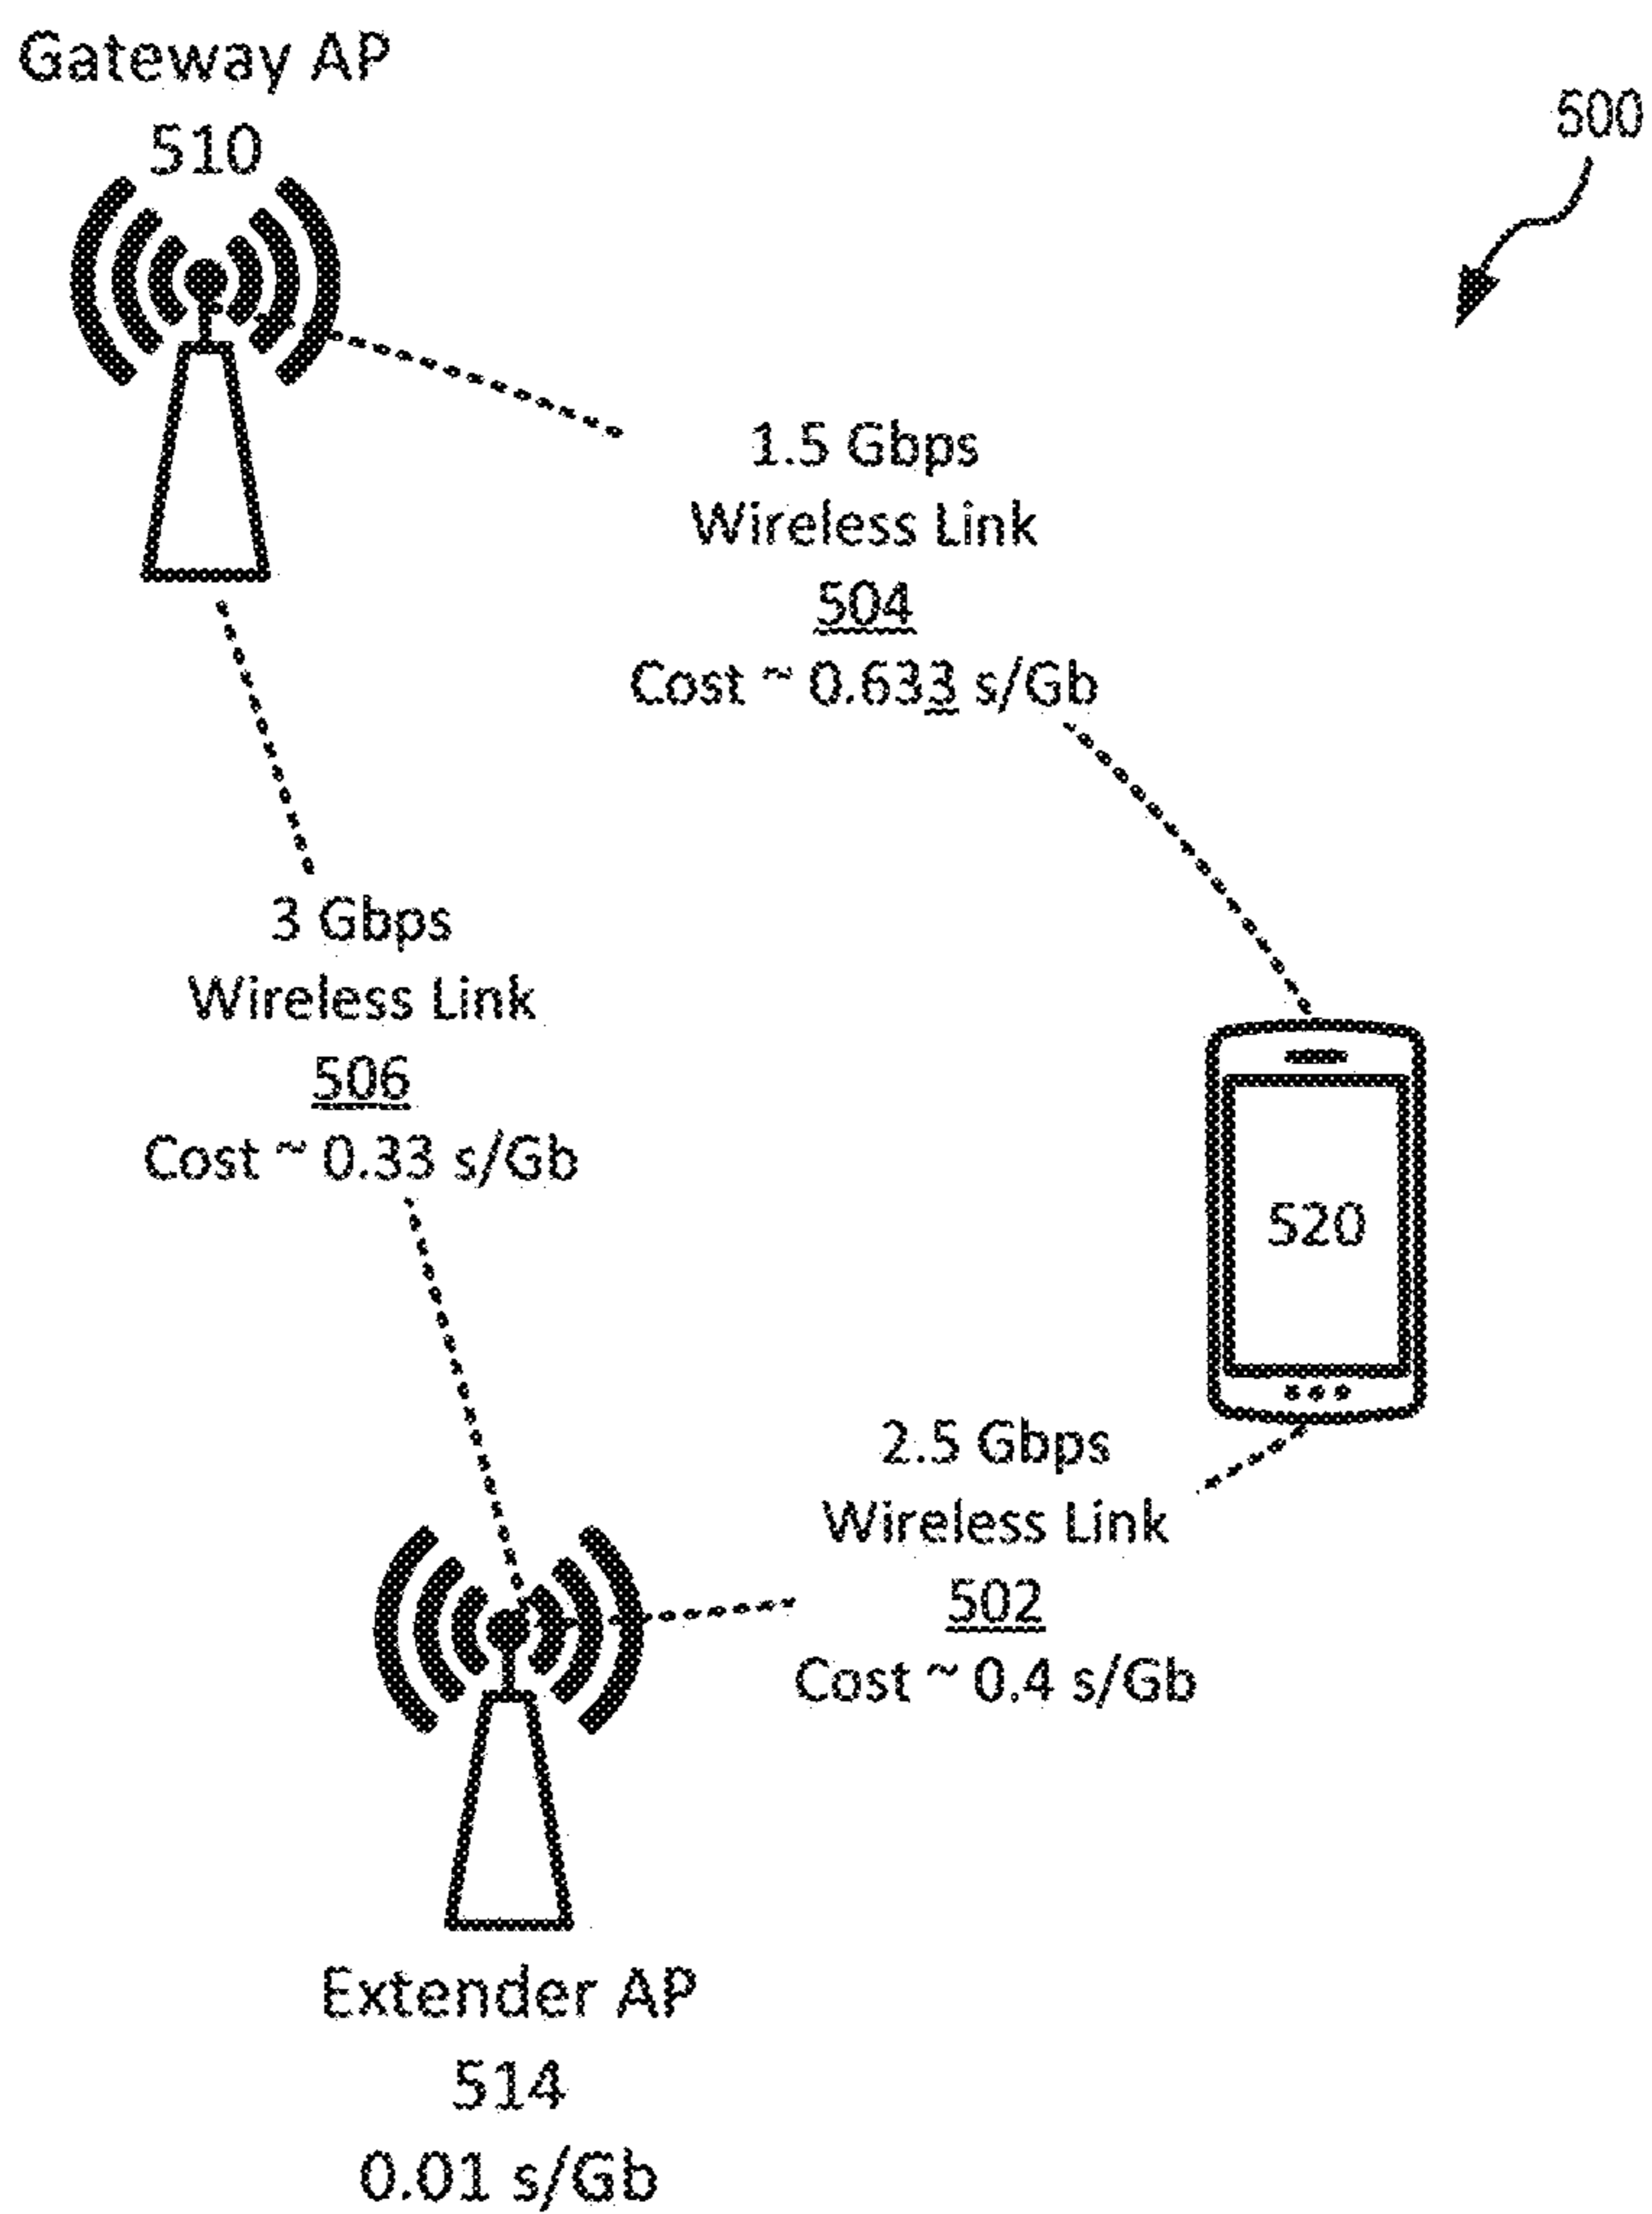 Gateway AP
510
500
1.5 Gbps
Wireless Link
504
Cost ~ 0.633 s/Gb
3 Gbps
Wireless Link
506
Cost ~ 0.33 s/Gb
520
2.5 Gbps
Wireless Link
502
Cost ~ 0.4 s/Gb
Extender AP
514
0.01 s/Gb